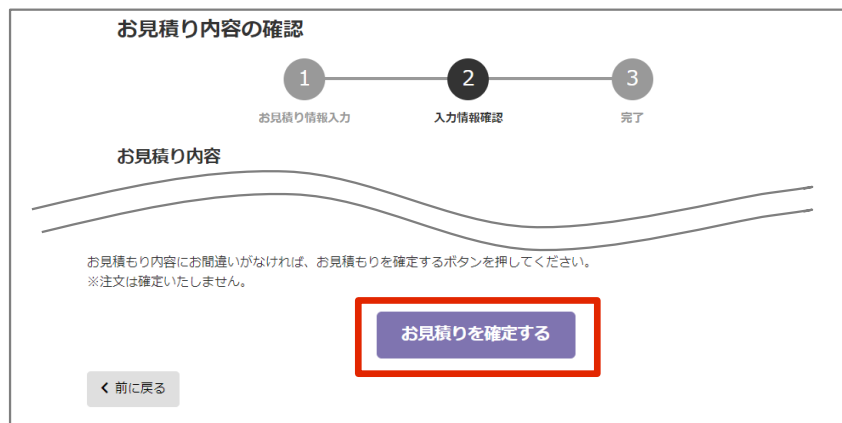 お見積り内容の確認
1
2
3
お見積り情報入力
入力情報確認
完了
お見積り内容
お見積もり内容にお間違いがなければ、お見積もりを確定するボタンを押してください。
※注文は確定いたしません。
お見積りを確定する
前に戻る